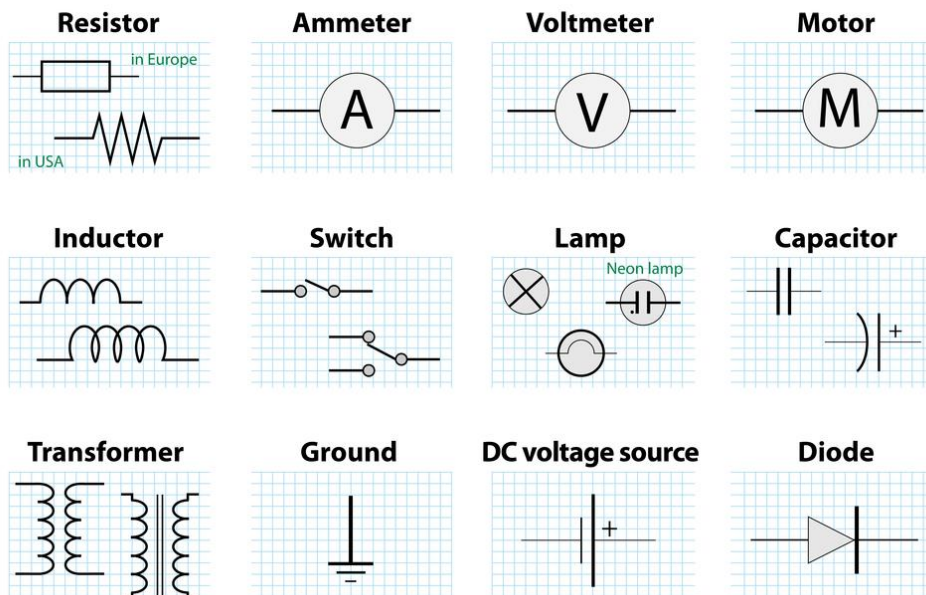 Resistor
Ammeter
Voltmeter
Motor
in Europe
in USA
A
V
M
Inductor
Switch
Lamp
Capacitor
Neon lamp
+
Transformer
Ground
DC voltage source
Diode
+